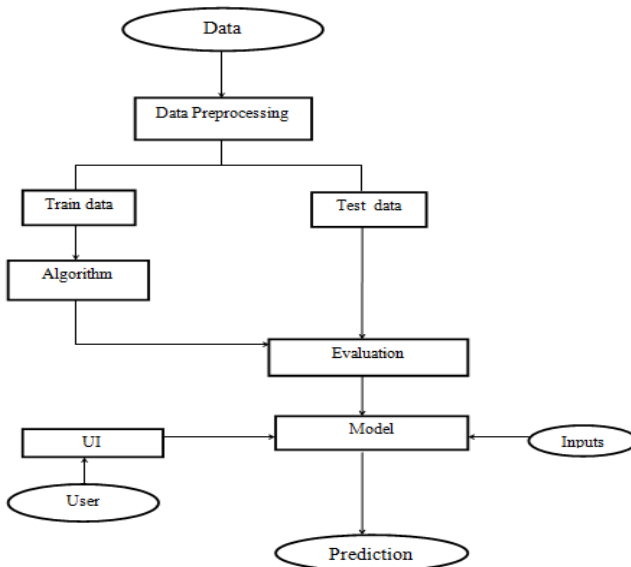 Data
Data Preprocessing
Train data
Test data
Algorithm
Evaluation
Model
UI
Inputs
User
Prediction